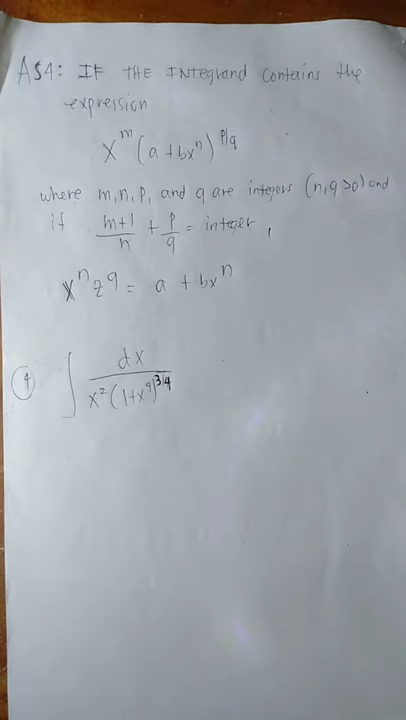 AS4: IF THE INtegrand contains the
expression
x^m (a + bx^n)^{p/q}
where m, n, p, and q are integers (n, q >0) and
if (m+1)/n + p/q = integer,
x^n z^q = a + bx^n
④ ∫ dx / x^2 (1+x^4)^{3/4}